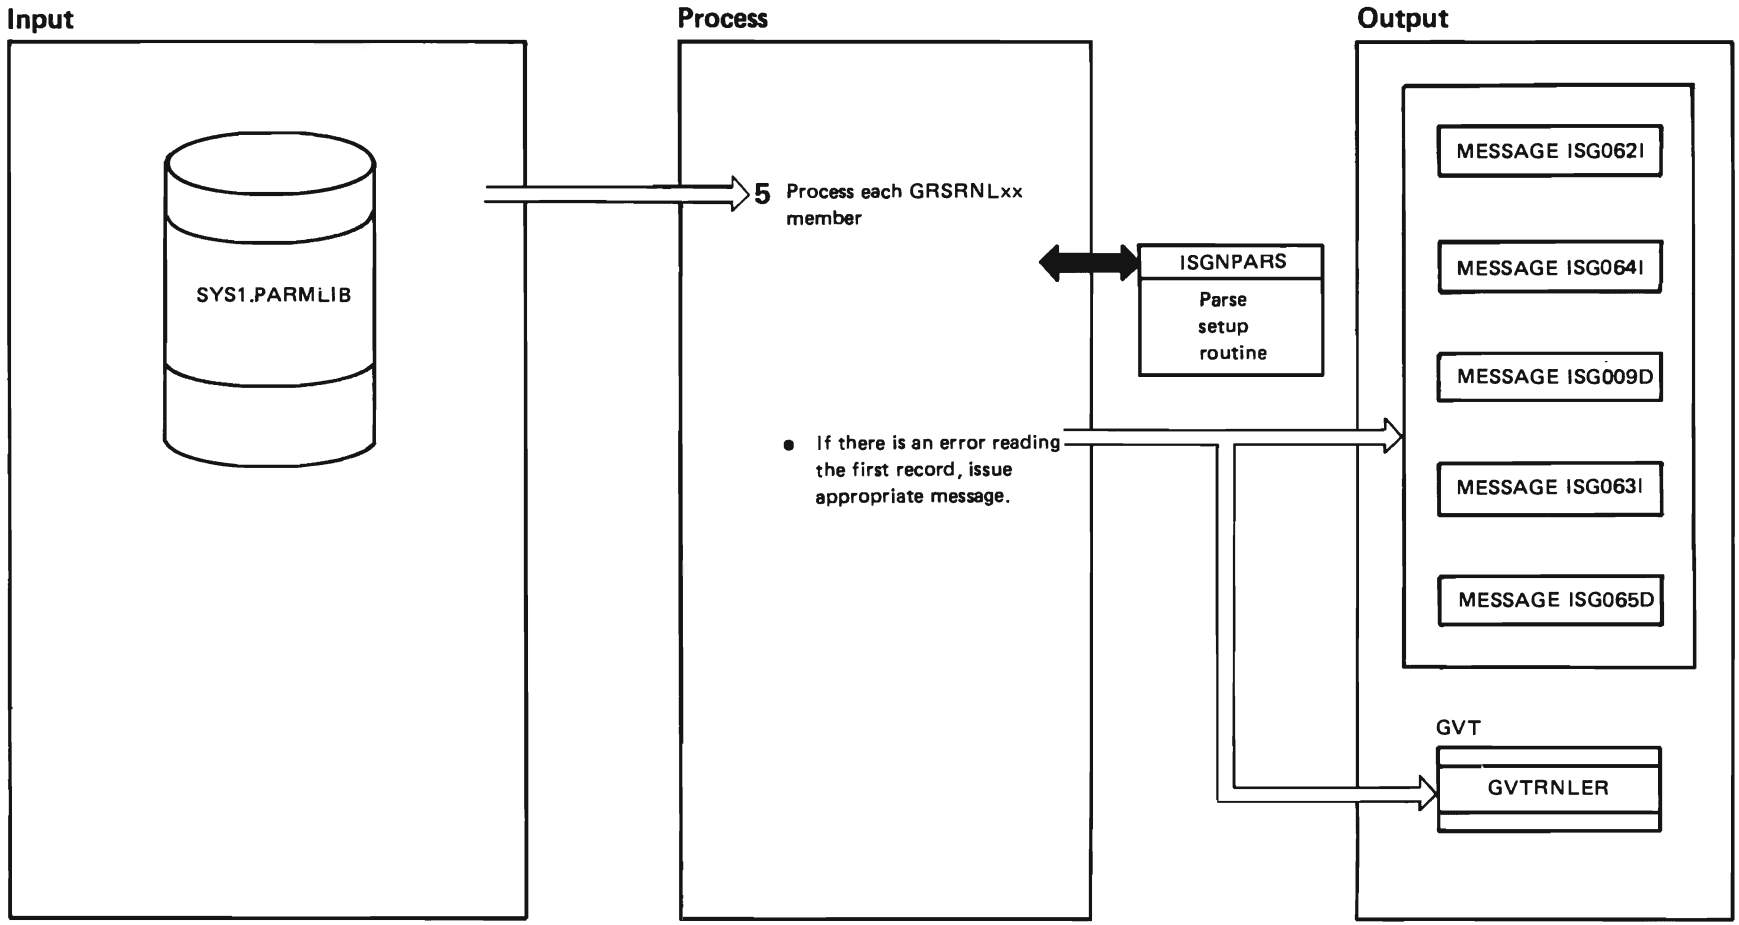 Input
Process
Output
SYS1.PARMLIB
5 Process each GRSRNLxx
member
ISGNPARS
Parse
setup
routine
• If there is an error reading
the first record, issue
appropriate message.
MESSAGE ISG062I
MESSAGE ISG064I
MESSAGE ISG009D
MESSAGE ISG063I
MESSAGE ISG065D
GVT
GVTRNLER